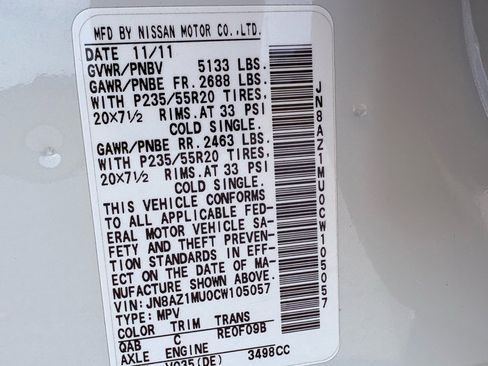 MFD BY NISSAN MOTOR CO.,LTD.
DATE 11/11
GVWR/PNBV 5133 LBS.
GAWR/PNBE FR. 2688 LBS.
WITH P235/55R20 TIRES,
20X7½ RIMS.AT 33 PSI
COLD SINGLE.
GAWR/PNBE RR. 2463 LBS.
WITH P235/55R20 TIRES,
20X7½ RIMS.AT 33 PSI
COLD SINGLE.
THIS VEHICLE CONFORMS
TO ALL APPLICABLE FED-
ERAL MOTOR VEHICLE SA-
FETY AND THEFT PREVEN-
TION STANDARDS IN EFF-
ECT ON THE DATE OF MA-
NUFACTURE SHOWN ABOVE.
VIN: JN8AZ1MU0CW105057
TYPE: MPV
COLOR TRIM TRANS
QAB C RE0F09B
AXLE ENGINE
VQ35(DE) 3498CC
JN8AZ1MU0CW105057